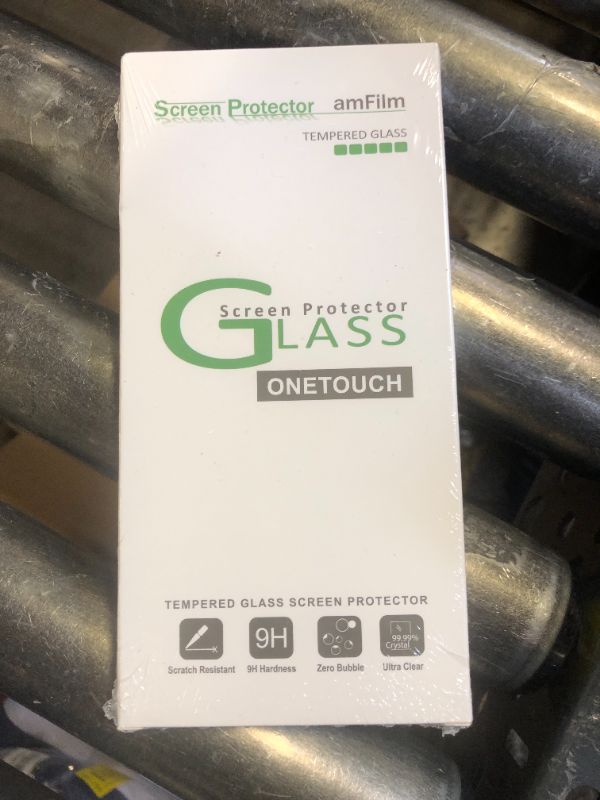 Screen Protector amFilm
TEMPERED GLASS
Screen Protector
GLASS
ONETOUCH
TEMPERED GLASS SCREEN PROTECTOR
9H
99.99%
Crystal
Scratch Resistant 9H Hardness Zero Bubble Ultra Clear